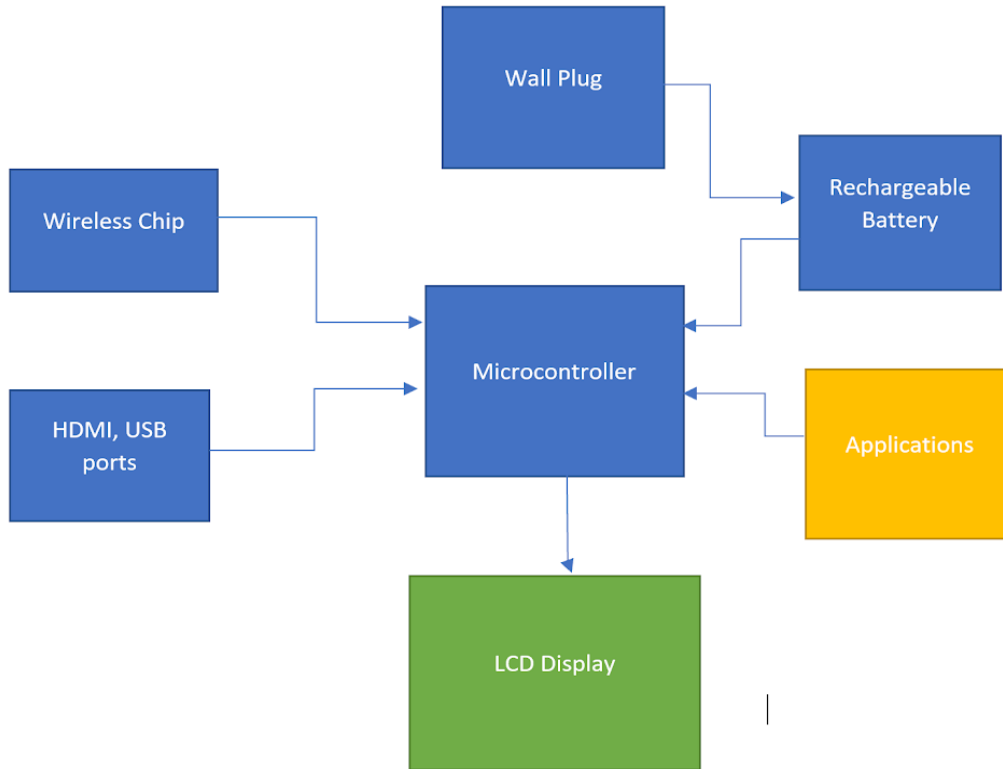 Wall Plug
Rechargeable
Battery
Wireless Chip
Microcontroller
HDMI, USB
ports
Applications
LCD Display